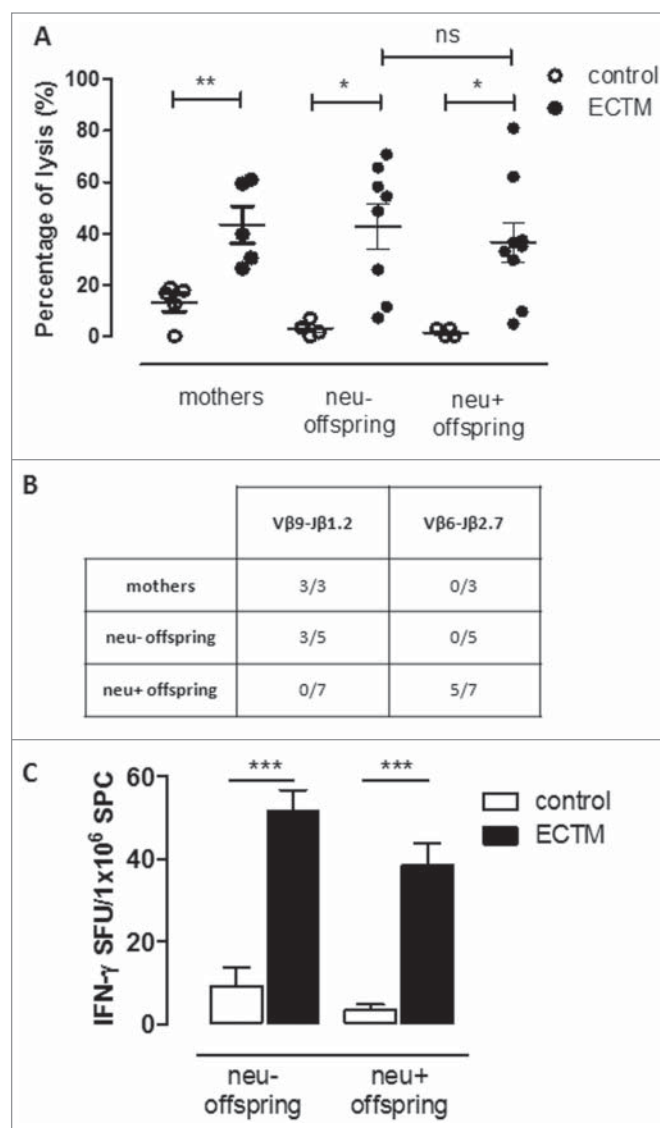 A
ns
100
80
60
40
20
0
Percentage of lysis (%)
**
*
*
control
ECTM
mothers
neu-
offspring
neu+
offspring
B
Vβ9-Jβ1.2 Vβ6-Jβ2.7
mothers 3/3 0/3
neu- offspring 3/5 0/5
neu+ offspring 0/7 5/7
C
60
40
20
0
IFN-γ SFU/1x10⁶ SPC
***
***
control
ECTM
neu-
offspring
neu+
offspring